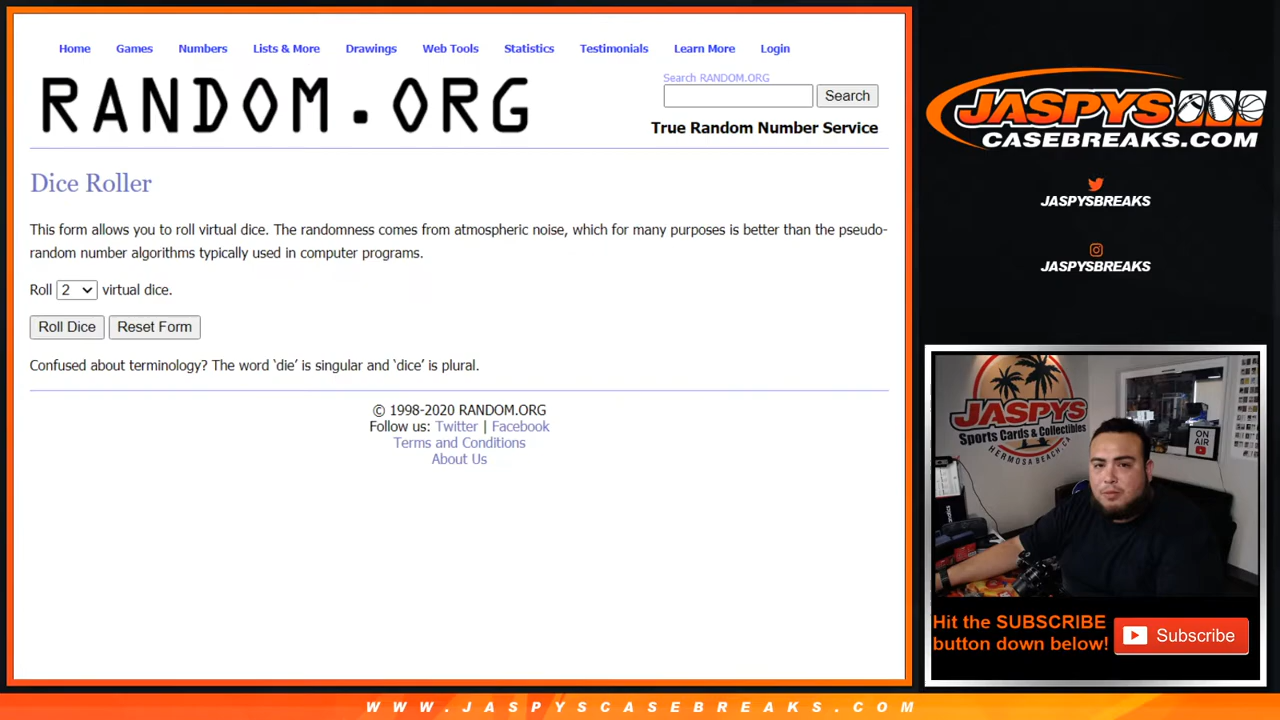 Home Games Numbers Lists & More Drawings Web Tools Statistics Testimonials Learn More Login
RANDOM.ORG
Search RANDOM.ORG
Search
True Random Number Service
Dice Roller
This form allows you to roll virtual dice. The randomness comes from atmospheric noise, which for many purposes is better than the pseudo-
random number algorithms typically used in computer programs.
Roll 2 virtual dice.
Roll Dice Reset Form
Confused about terminology? The word ‘die’ is singular and ‘dice’ is plural.
© 1998-2020 RANDOM.ORG
Follow us: Twitter | Facebook
Terms and Conditions
About Us
JASPYS
CASEBREAKS.COM
JASPYSBREAKS
JASPYSBREAKS
JASPYS
Sports Cards & Collectibles
HERMOSA BEACH, CA
ON
AIR
Hit the SUBSCRIBE
button down below!
Subscribe
WWW.JASPYSCASEBREAKS.COM